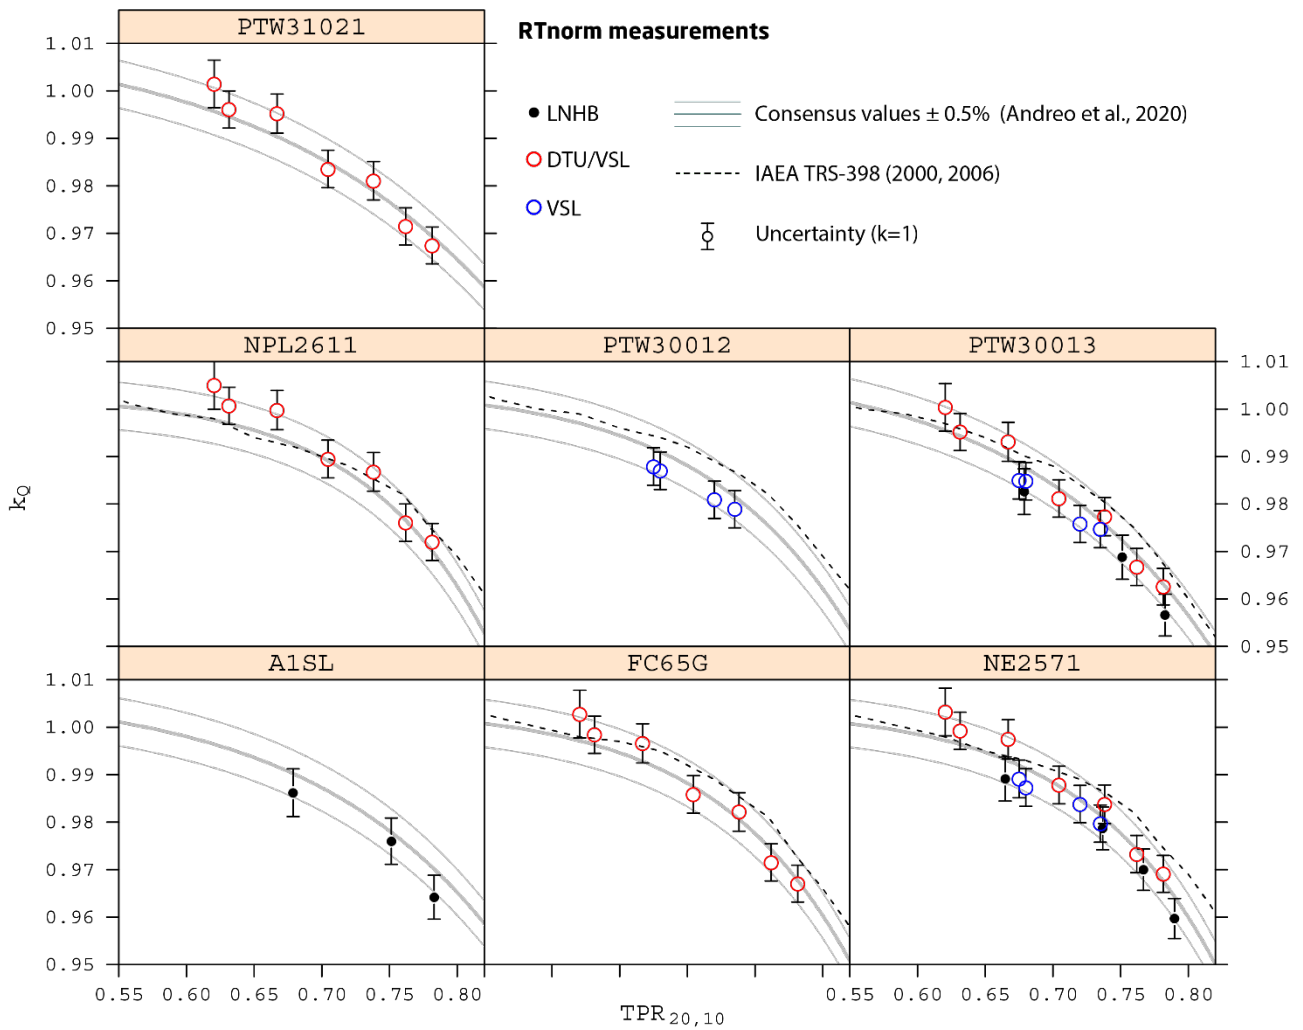 PTW31021
RTnorm measurements
LNHB
DTU/VSL
VSL
Consensus values ± 0.5% (Andreo et al., 2020)
IAEA TRS-398 (2000, 2006)
Uncertainty (k=1)
1.01
1.00
0.99
0.98
0.97
0.96
0.95
NPL2611
PTW30012
PTW30013
1.01
1.00
0.99
0.98
0.97
0.96
0.95
kQ
A1SL
FC65G
NE2571
1.01
1.00
0.99
0.98
0.97
0.96
0.95
0.55 0.60 0.65 0.70 0.75 0.80
0.55 0.60 0.65 0.70 0.75 0.80
TPR20,10